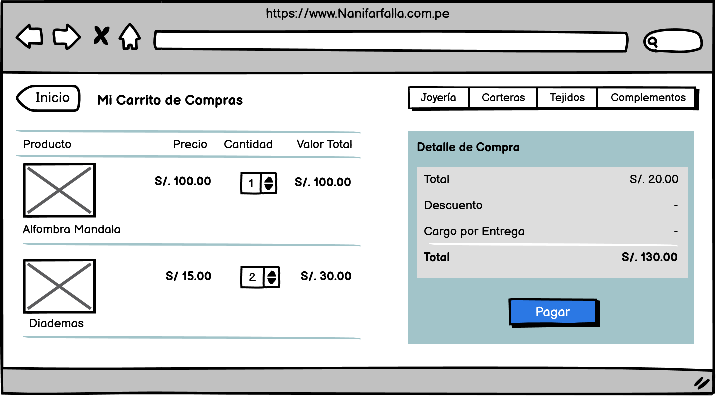 https://www.Nanifarfalla.com.pe
Inicio
Mi Carrito de Compras
Joyería Carteras Tejidos Complementos
Producto Precio Cantidad Valor Total
S/. 100.00 1 S/. 100.00
Alfombra Mandala
S/ 15.00 2 S/. 30.00
Diademas
Detalle de Compra
Total S/. 20.00
Descuento -
Cargo por Entrega -
Total S/. 130.00
Pagar